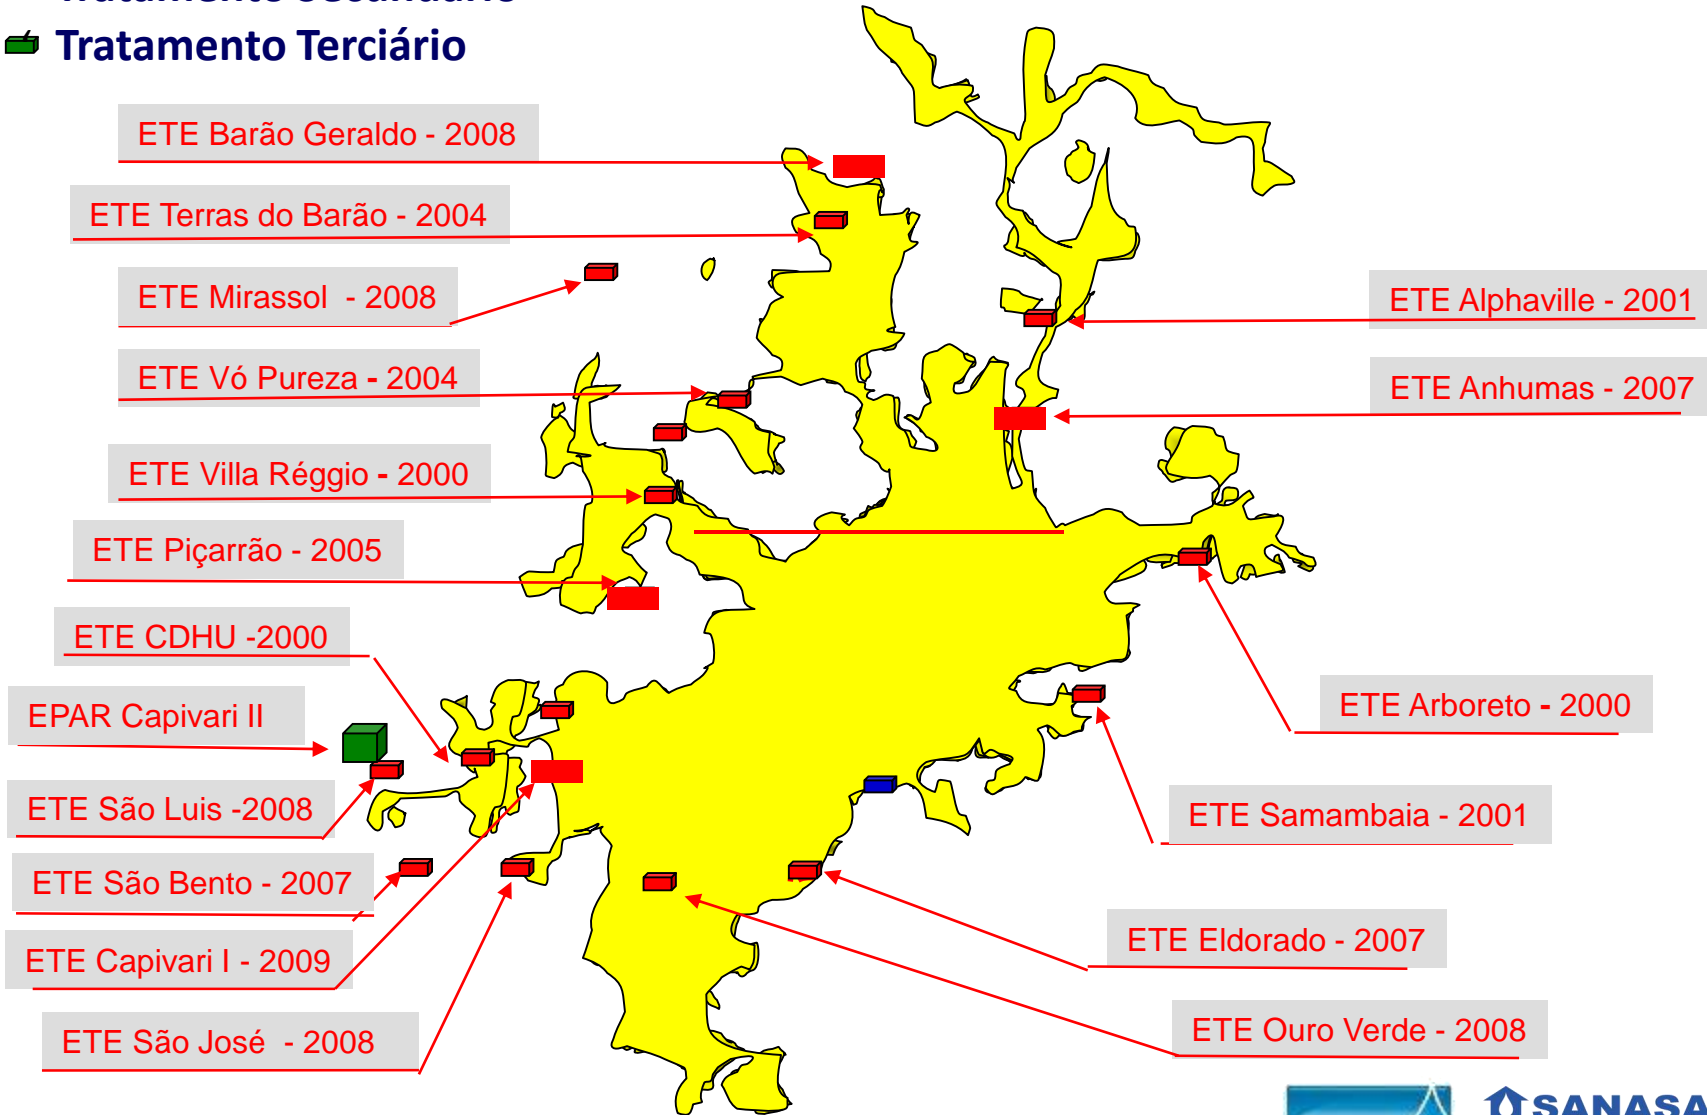 Tratamento Secundário
Tratamento Terciário
ETE Barão Geraldo - 2008
ETE Terras do Barão - 2004
ETE Mirassol - 2008
ETE Alphaville - 2001
ETE Vó Pureza - 2004
ETE Anhumas - 2007
ETE Villa Réggio - 2000
ETE Piçarrão - 2005
ETE CDHU -2000
EPAR Capivari II
ETE Arboreto - 2000
ETE São Luis -2008
ETE Samambaia - 2001
ETE São Bento - 2007
ETE Eldorado - 2007
ETE Capivari I - 2009
ETE Ouro Verde - 2008
ETE São José - 2008
SANASA